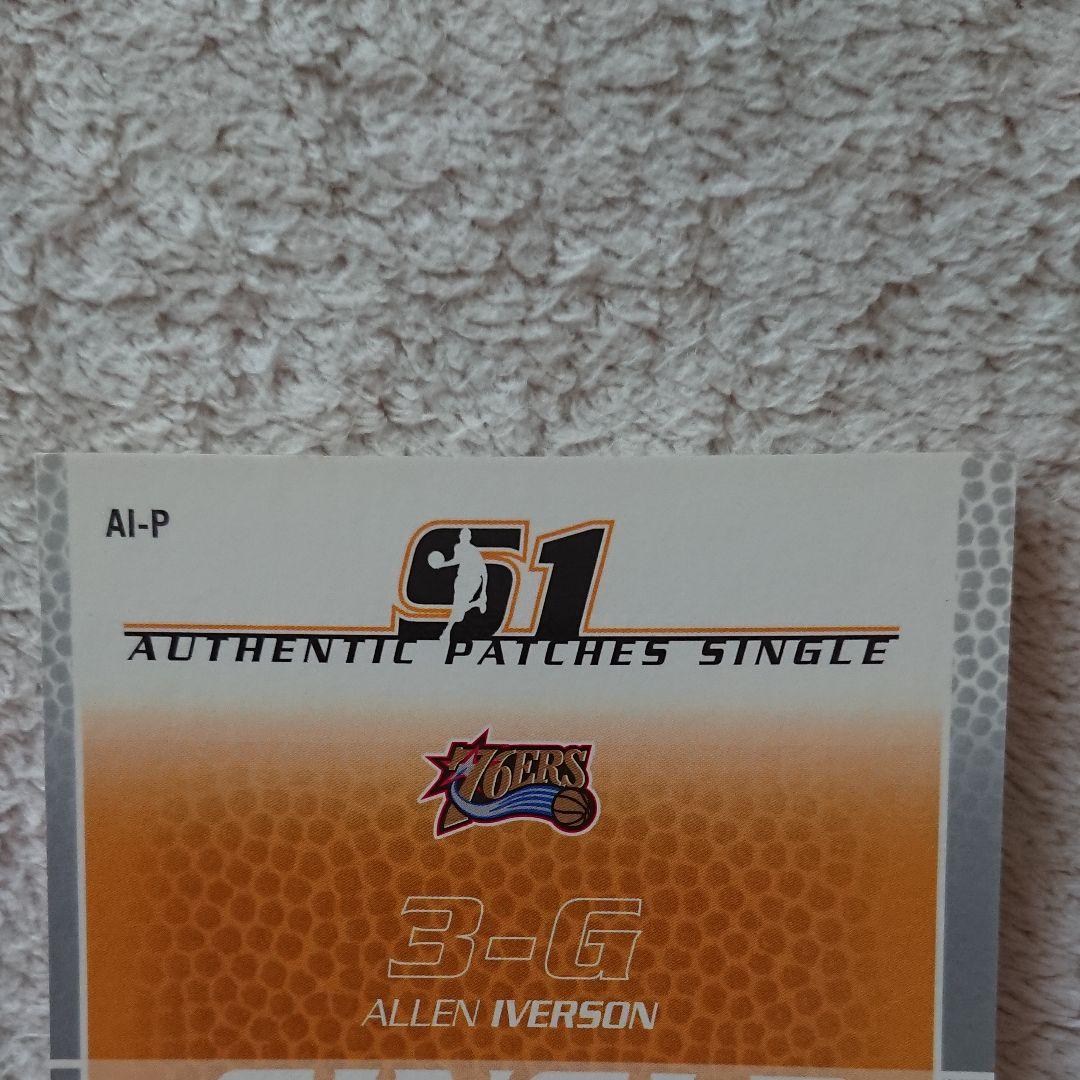 AI-P
S1
AUTHENTIC PATCHES SINGLE
76ERS
3-G
ALLEN IVERSON